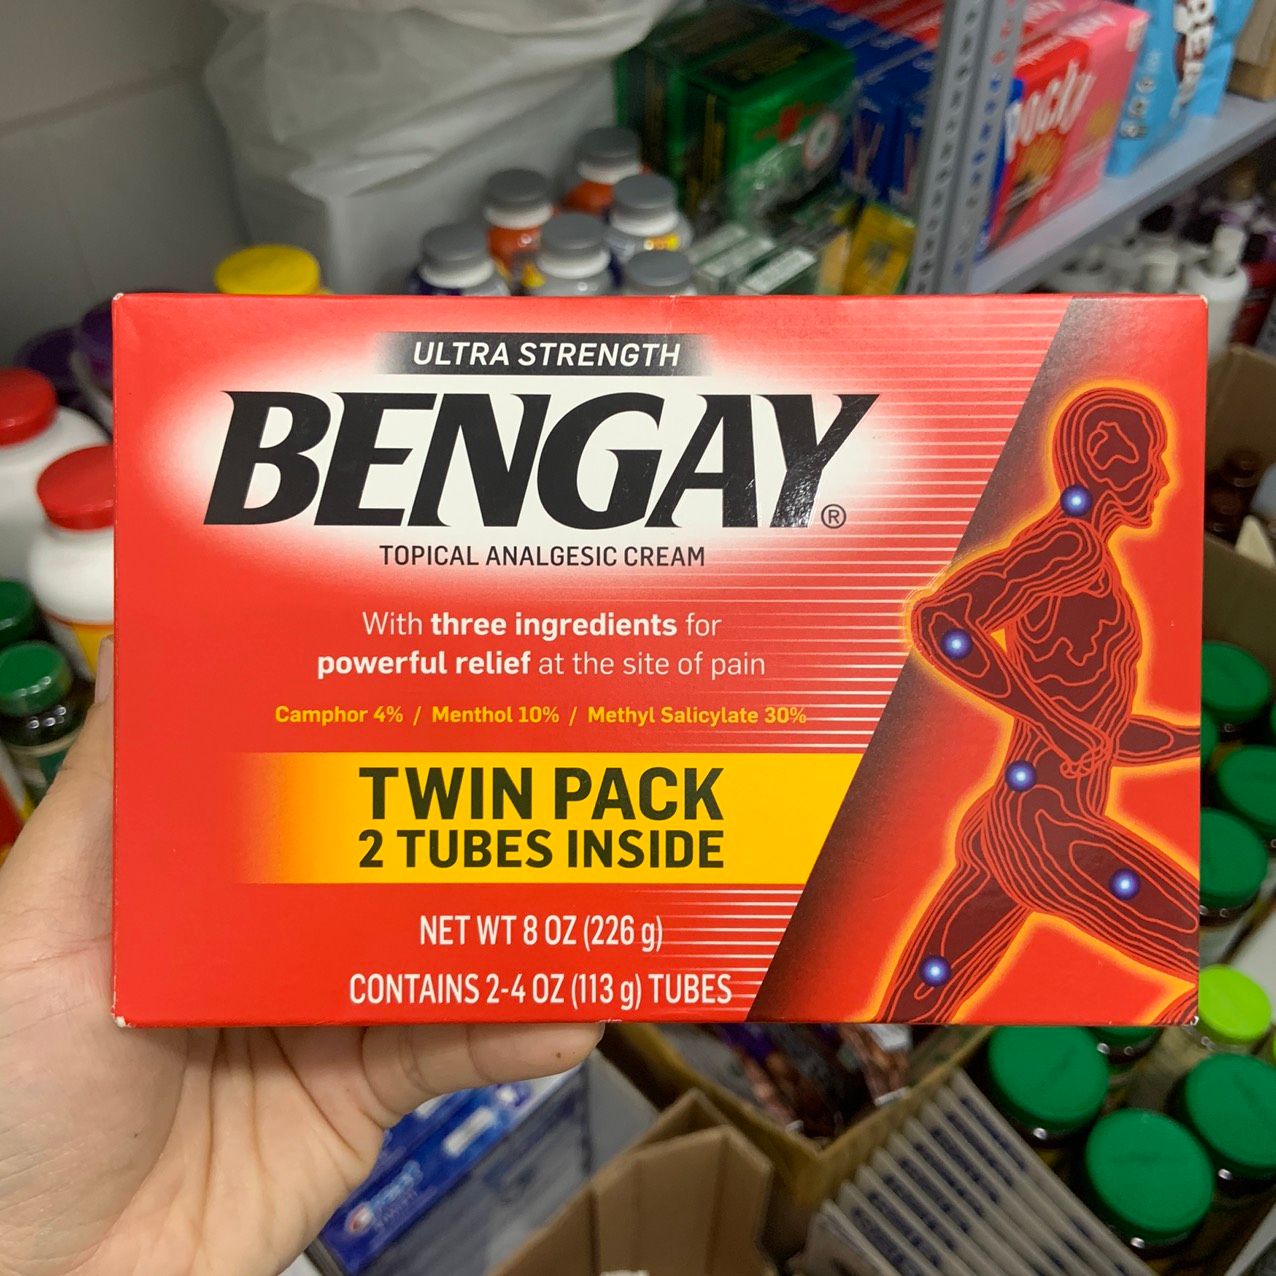 ULTRA STRENGTH
BENGAY®
TOPICAL ANALGESIC CREAM
With three ingredients for
powerful relief at the site of pain
Camphor 4% / Menthol 10% / Methyl Salicylate 30%
TWIN PACK
2 TUBES INSIDE
NET WT 8 OZ (226 g)
CONTAINS 2-4 OZ (113 g) TUBES
pocky